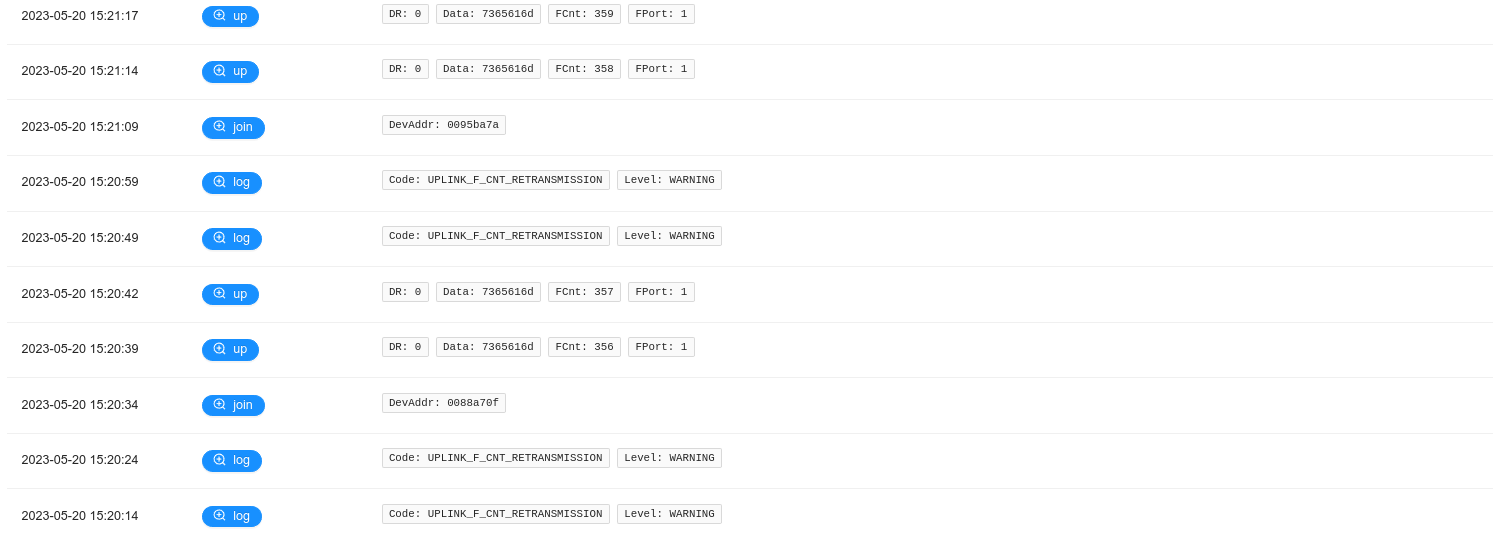 2023-05-20 15:21:17 up DR: 0 Data: 7365616d FCnt: 359 FPort: 1
2023-05-20 15:21:14 up DR: 0 Data: 7365616d FCnt: 358 FPort: 1
2023-05-20 15:21:09 join DevAddr: 0095ba7a
2023-05-20 15:20:59 log Code: UPLINK_F_CNT_RETRANSMISSION Level: WARNING
2023-05-20 15:20:49 log Code: UPLINK_F_CNT_RETRANSMISSION Level: WARNING
2023-05-20 15:20:42 up DR: 0 Data: 7365616d FCnt: 357 FPort: 1
2023-05-20 15:20:39 up DR: 0 Data: 7365616d FCnt: 356 FPort: 1
2023-05-20 15:20:34 join DevAddr: 0088a70f
2023-05-20 15:20:24 log Code: UPLINK_F_CNT_RETRANSMISSION Level: WARNING
2023-05-20 15:20:14 log Code: UPLINK_F_CNT_RETRANSMISSION Level: WARNING